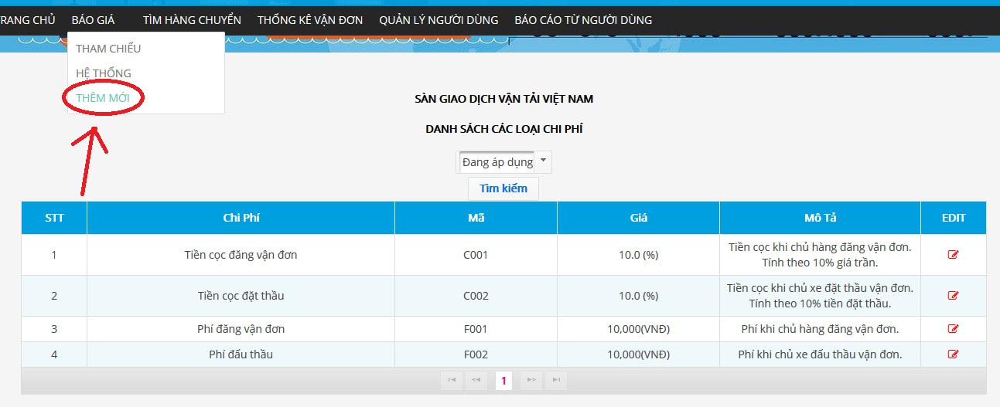 RANG CHỦ BÁO GIÁ TÌM HÀNG CHUYỂN THỐNG KÊ VẬN ĐƠN QUẢN LÝ NGƯỜI DÙNG BÁO CÁO TỪ NGƯỜI DÙNG
THAM CHIẾU
HỆ THỐNG
THÊM MỚI
SÀN GIAO DỊCH VẬN TẢI VIỆT NAM
DANH SÁCH CÁC LOẠI CHI PHÍ
Đang áp dụng
Tìm kiếm
STT Chi Phí Mã Giá Mô Tả EDIT
1 Tiền cọc đăng vận đơn C001 10.0 (%) Tiền cọc khi chủ hàng đăng vận đơn.
Tính theo 10% giá trần.
2 Tiền cọc đặt thầu C002 10.0 (%) Tiền cọc khi chủ xe đặt thầu vận đơn.
Tính theo 10% tiền đặt thầu.
3 Phí đăng vận đơn F001 10,000(VNĐ) Phí khi chủ hàng đăng vận đơn.
4 Phí đấu thầu F002 10,000(VNĐ) Phí khi chủ xe đấu thầu vận đơn.
1